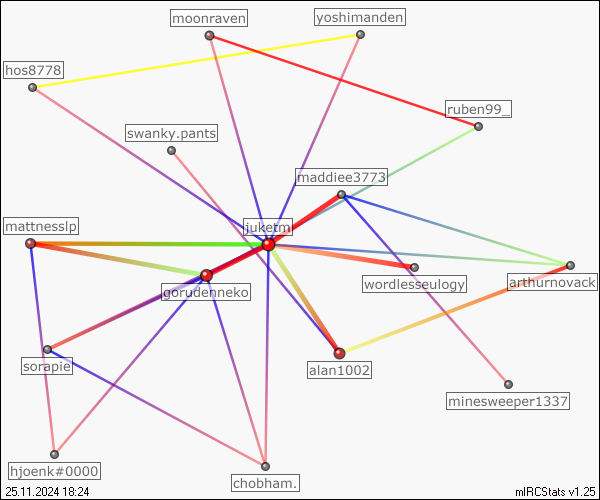 moonraven
yoshimanden
hos8778
ruben99_
swanky.pants
maddiee3773
mattnesslp
juketm
wordlesseulogy
arthurnovack
gorudenneko
sorapie
alan1002
minesweeper1337
hjoenk#0000
chobham.
25.11.2024 18:24
mIRCStats v1.25